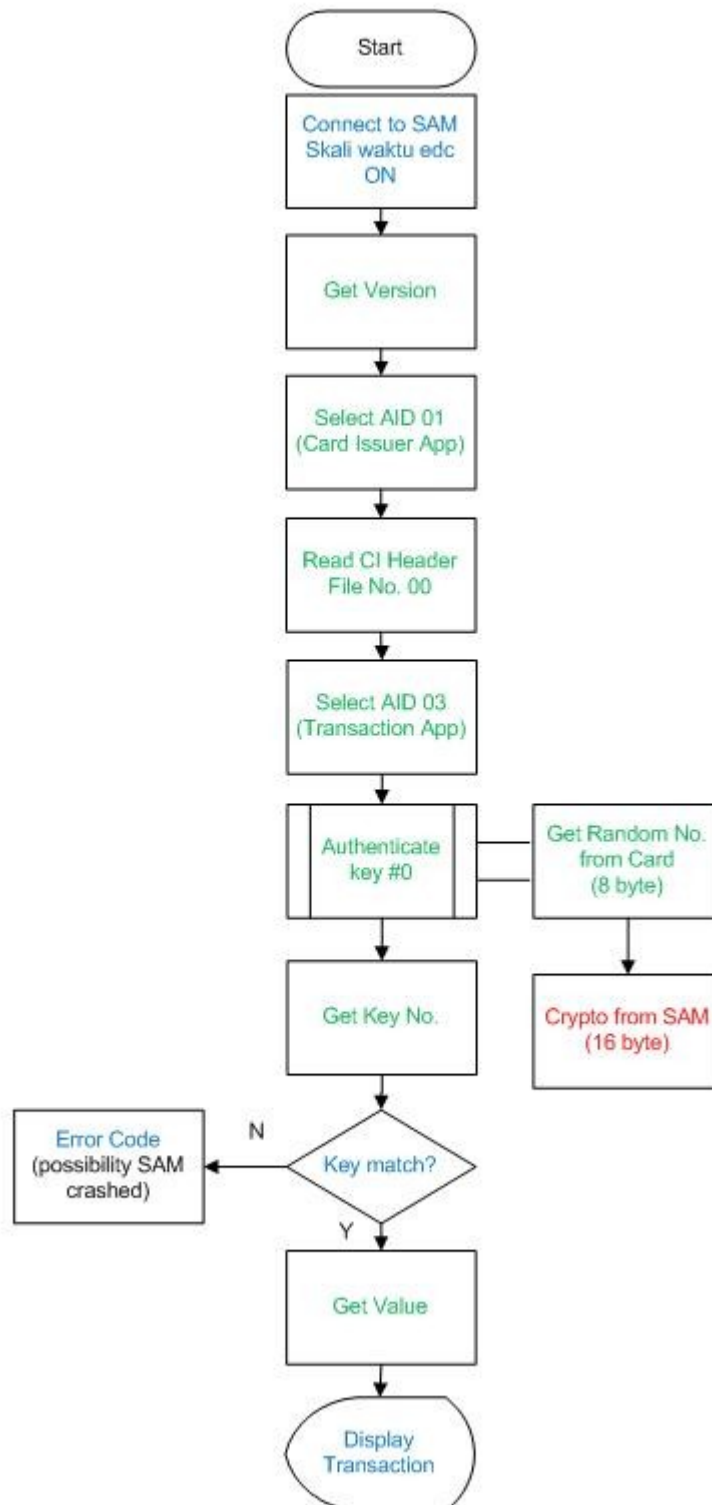 Start
Connect to SAM
Skali waktu edc
ON
Get Version
Select AID 01
(Card Issuer App)
Read CI Header
File No. 00
Select AID 03
(Transaction App)
Authenticate
key #0
Get Random No.
from Card
(8 byte)
Get Key No.
Crypto from SAM
(16 byte)
Error Code
(possibility SAM
crashed)
N
Key match?
Y
Get Value
Display
Transaction